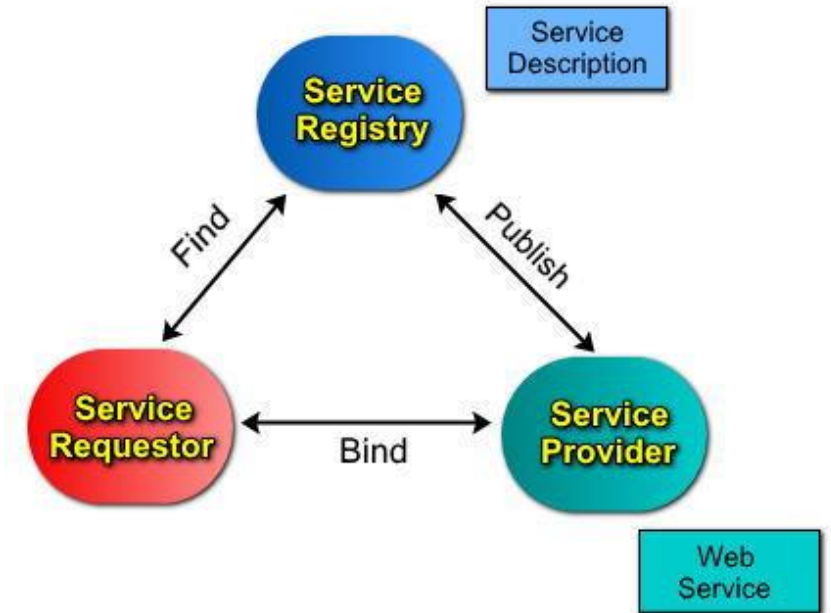 Service
Description
Service
Registry
Find
Publish
Service
Requestor
Bind
Service
Provider
Web
Service